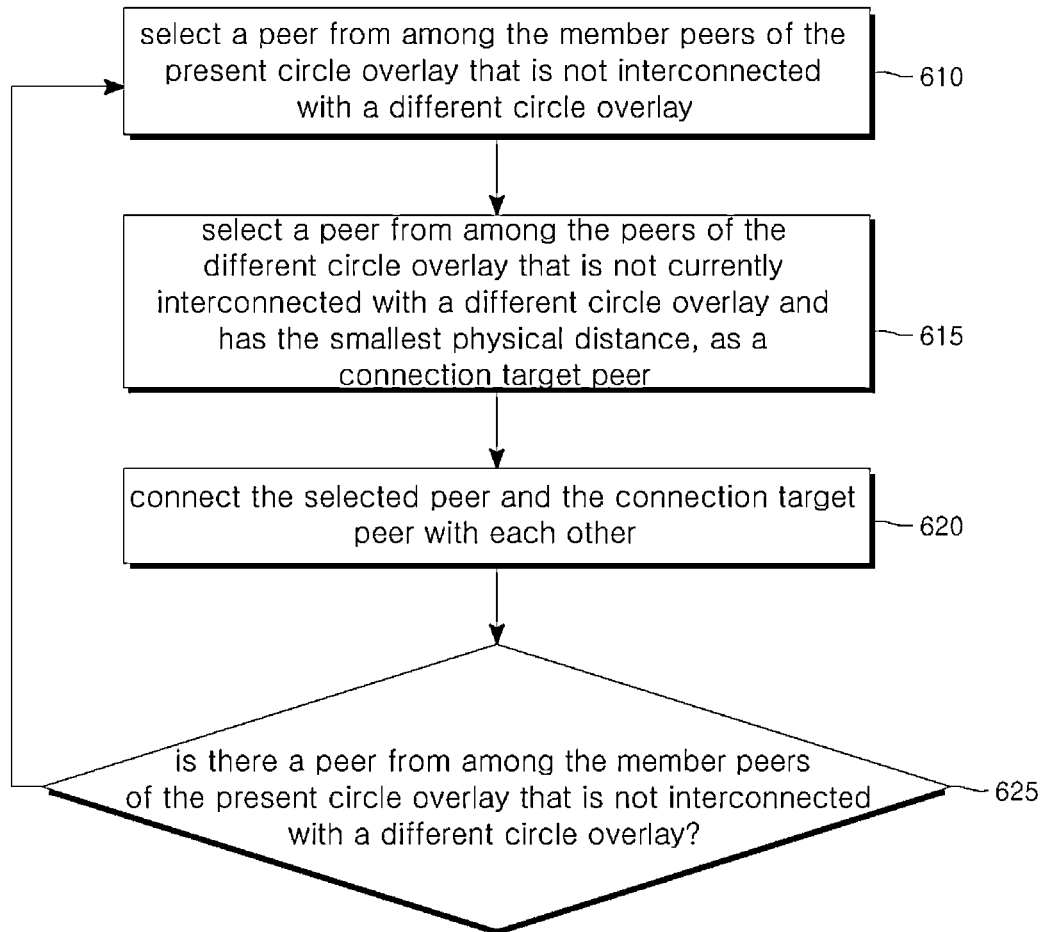 select a peer from among the member peers of the
present circle overlay that is not interconnected
with a different circle overlay
610
select a peer from among the peers of the
different circle overlay that is not currently
interconnected with a different circle overlay and
has the smallest physical distance, as a
connection target peer
615
connect the selected peer and the connection target
peer with each other
620
is there a peer from among the member peers
of the present circle overlay that is not interconnected
with a different circle overlay?
625